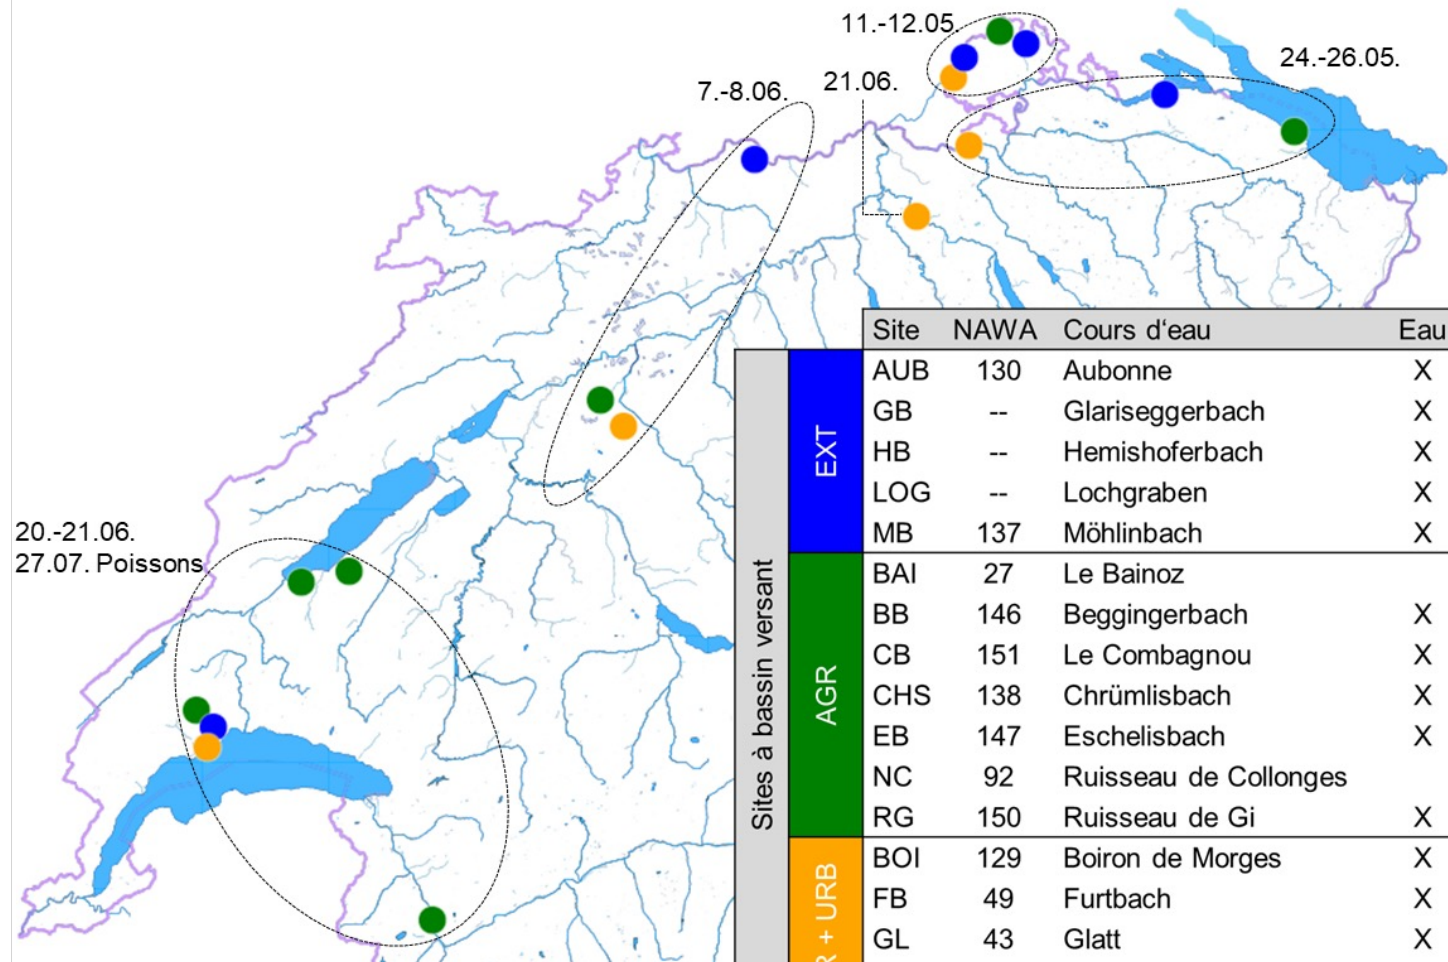 11.-12.05.
24.-26.05.
7.-8.06.
21.06.
20.-21.06.
27.07. Poissons
Site NAWA Cours d‘eau Eau
Sites à bassin versant
EXT
AUB 130 Aubonne X
GB -- Glariseggerbach X
HB -- Hemishoferbach X
LOG -- Lochgraben X
MB 137 Möhlinbach X
AGR
BAI 27 Le Bainoz
BB 146 Beggingerbach X
CB 151 Le Combagnou X
CHS 138 Chrümlisbach X
EB 147 Eschelisbach X
NC 92 Ruisseau de Collonges
RG 150 Ruisseau de Gi X
R + URB
BOI 129 Boiron de Morges X
FB 49 Furtbach X
GL 43 Glatt X